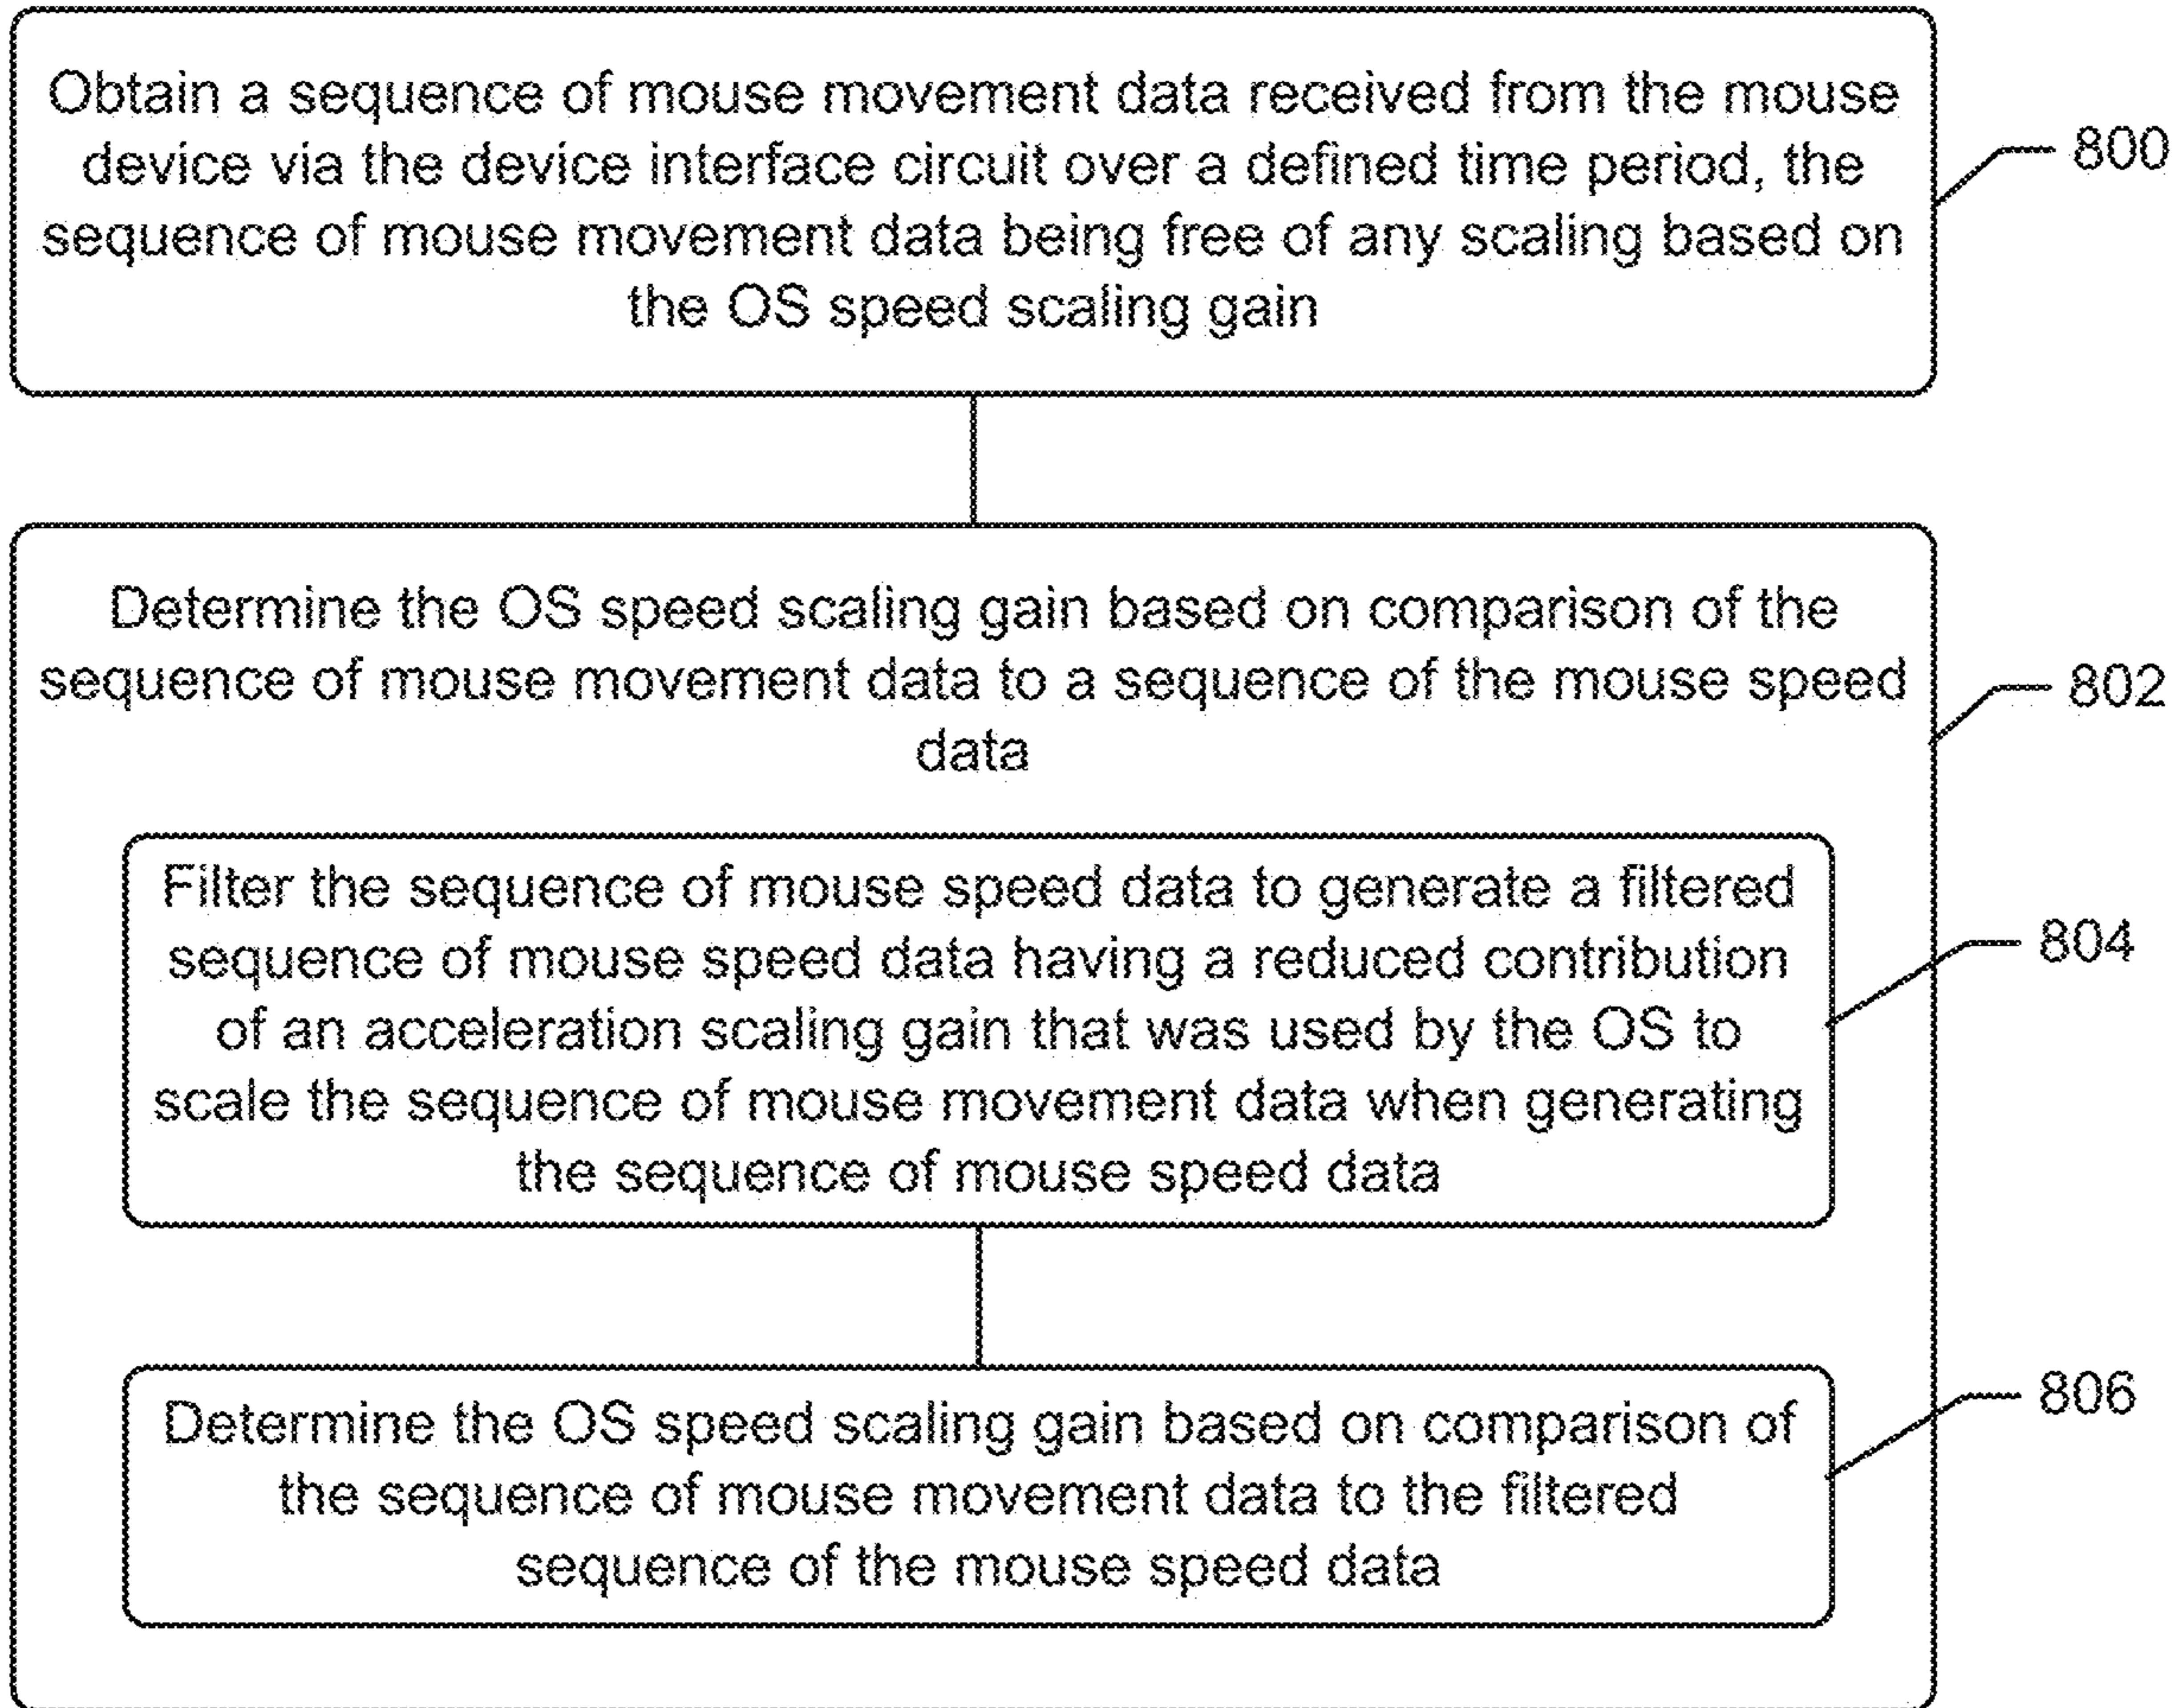 Obtain a sequence of mouse movement data received from the mouse
device via the device interface circuit over a defined time period, the
sequence of mouse movement data being free of any scaling based on
the OS speed scaling gain
800
Determine the OS speed scaling gain based on comparison of the
sequence of mouse movement data to a sequence of the mouse speed
data
802
Filter the sequence of mouse speed data to generate a filtered
sequence of mouse speed data having a reduced contribution
of an acceleration scaling gain that was used by the OS to
scale the sequence of mouse movement data when generating
the sequence of mouse speed data
804
Determine the OS speed scaling gain based on comparison of
the sequence of mouse movement data to the filtered
sequence of the mouse speed data
806